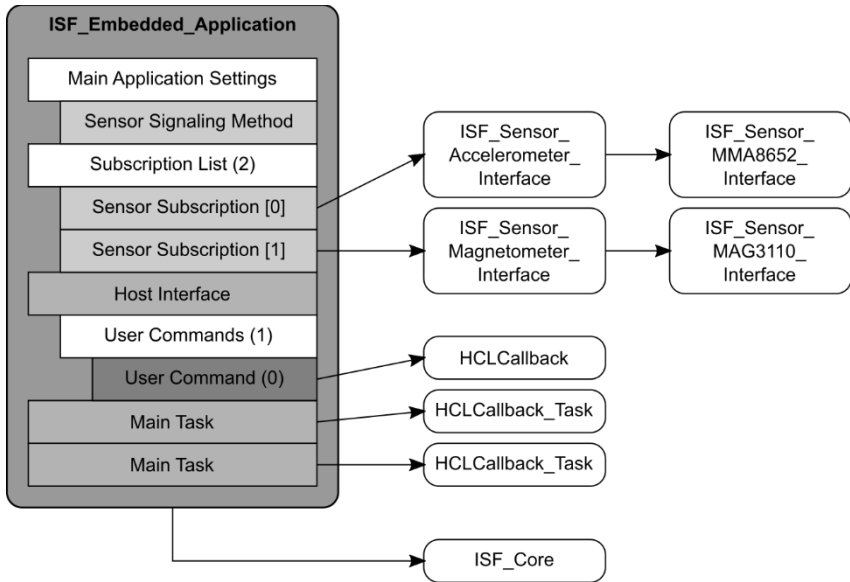 ISF_Embedded_Application
Main Application Settings
Sensor Signaling Method
Subscription List (2)
Sensor Subscription [0]
Sensor Subscription [1]
Host Interface
User Commands (1)
User Command (0)
Main Task
Main Task
ISF_Sensor_
Accelerometer_
Interface
ISF_Sensor_
MMA8652_
Interface
ISF_Sensor_
Magnetometer_
Interface
ISF_Sensor_
MAG3110_
Interface
HCLCallback
HCLCallback_Task
HCLCallback_Task
ISF_Core